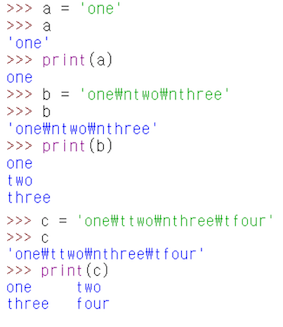 >>> a = 'one'
>>> a
'one'
>>> print(a)
one
>>> b = 'one₩ntwo₩nthree'
>>> b
'one₩ntwo₩nthree'
>>> print(b)
one
two
three
>>> c = 'one₩ttwo₩nthree₩tfour'
>>> c
'one₩ttwo₩nthree₩tfour'
>>> print(c)
one	two
three	four